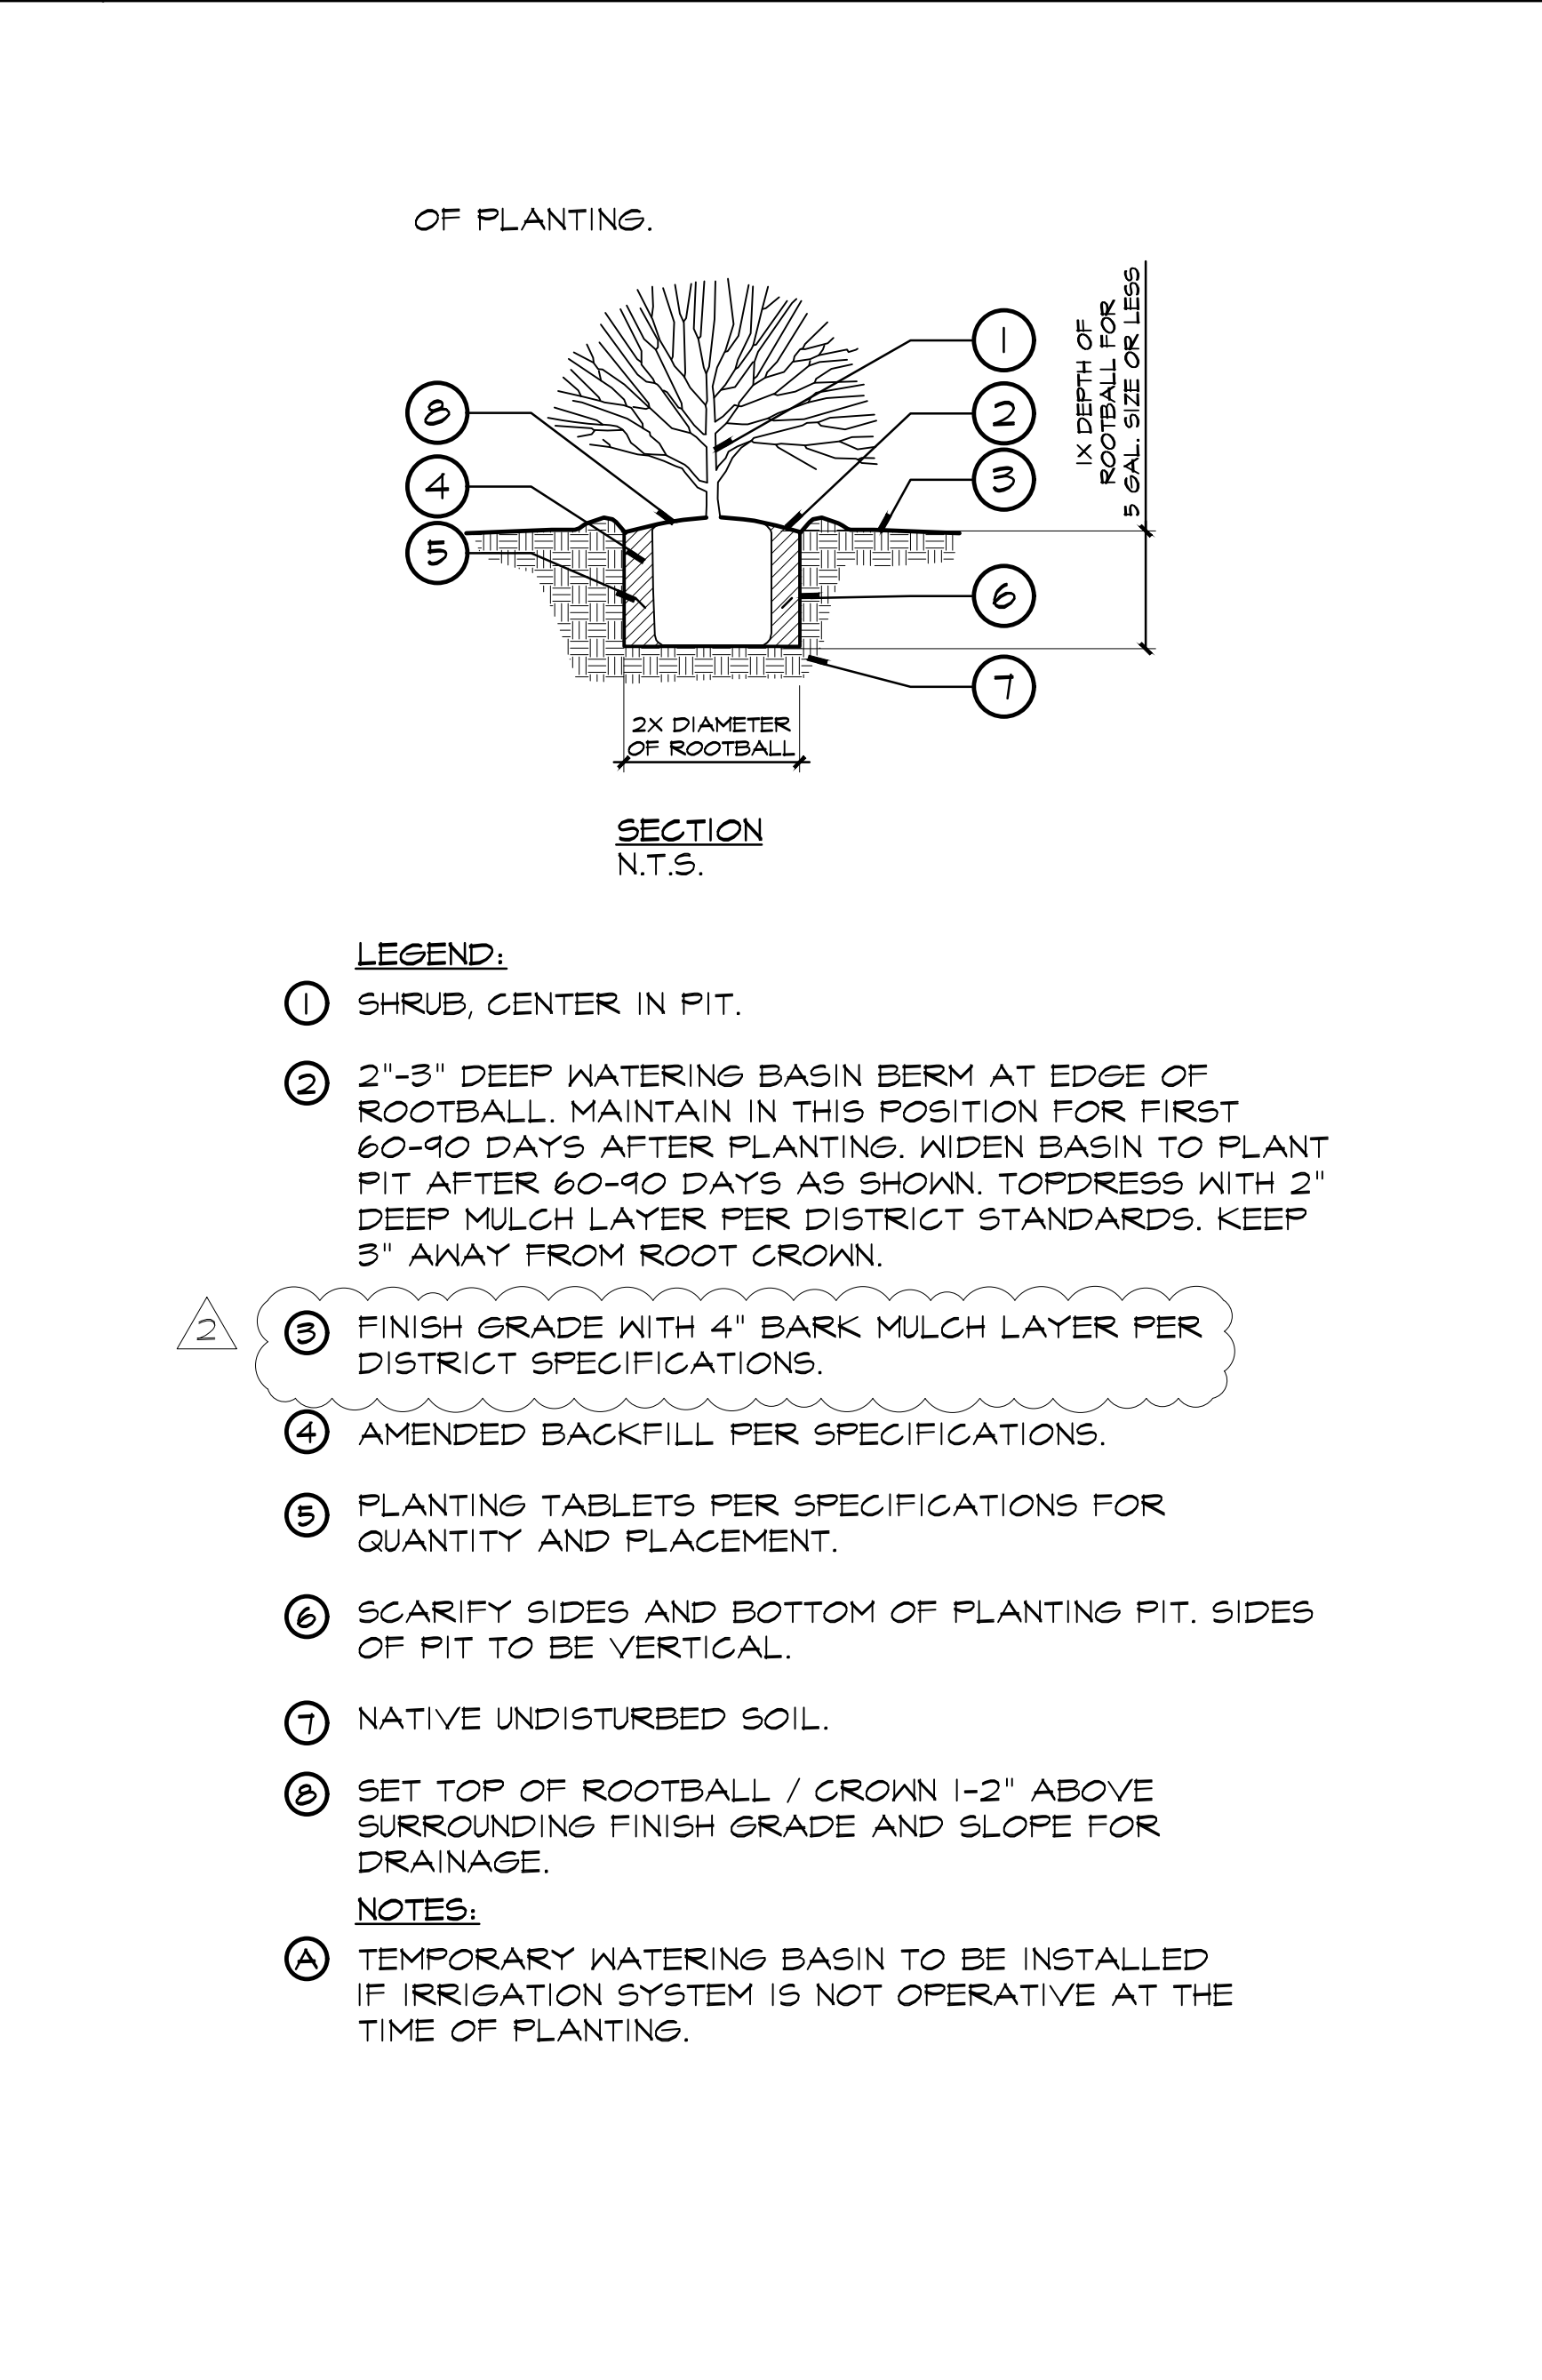 OF PLANTING.
1
2
3
8
4
5
6
7
1X DEPTH OF
ROOTBALL FOR
5 GAL. SIZE OR LESS
2X DIAMETER
OF ROOTBALL
SECTION
N.T.S.
LEGEND:
1 SHRUB, CENTER IN PIT.
2 2"-3" DEEP WATERING BASIN BERM AT EDGE OF
ROOTBALL. MAINTAIN IN THIS POSITION FOR FIRST
60-90 DAYS AFTER PLANTING. WIDEN BASIN TO PLANT
PIT AFTER 60-90 DAYS AS SHOWN. TOPDRESS WITH 2"
DEEP MULCH LAYER PER DISTRICT STANDARDS. KEEP
3" AWAY FROM ROOT CROWN.
2
3 FINISH GRADE WITH 4" BARK MULCH LAYER PER
DISTRICT SPECIFICATIONS.
4 AMENDED BACKFILL PER SPECIFICATIONS.
5 PLANTING TABLETS PER SPECIFICATIONS FOR
QUANTITY AND PLACEMENT.
6 SCARIFY SIDES AND BOTTOM OF PLANTING PIT. SIDES
OF PIT TO BE VERTICAL.
7 NATIVE UNDISTURBED SOIL.
8 SET TOP OF ROOTBALL / CROWN 1-2" ABOVE
SURROUNDING FINISH GRADE AND SLOPE FOR
DRAINAGE.
NOTES:
A TEMPORARY WATERING BASIN TO BE INSTALLED
IF IRRIGATION SYSTEM IS NOT OPERATIVE AT THE
TIME OF PLANTING.